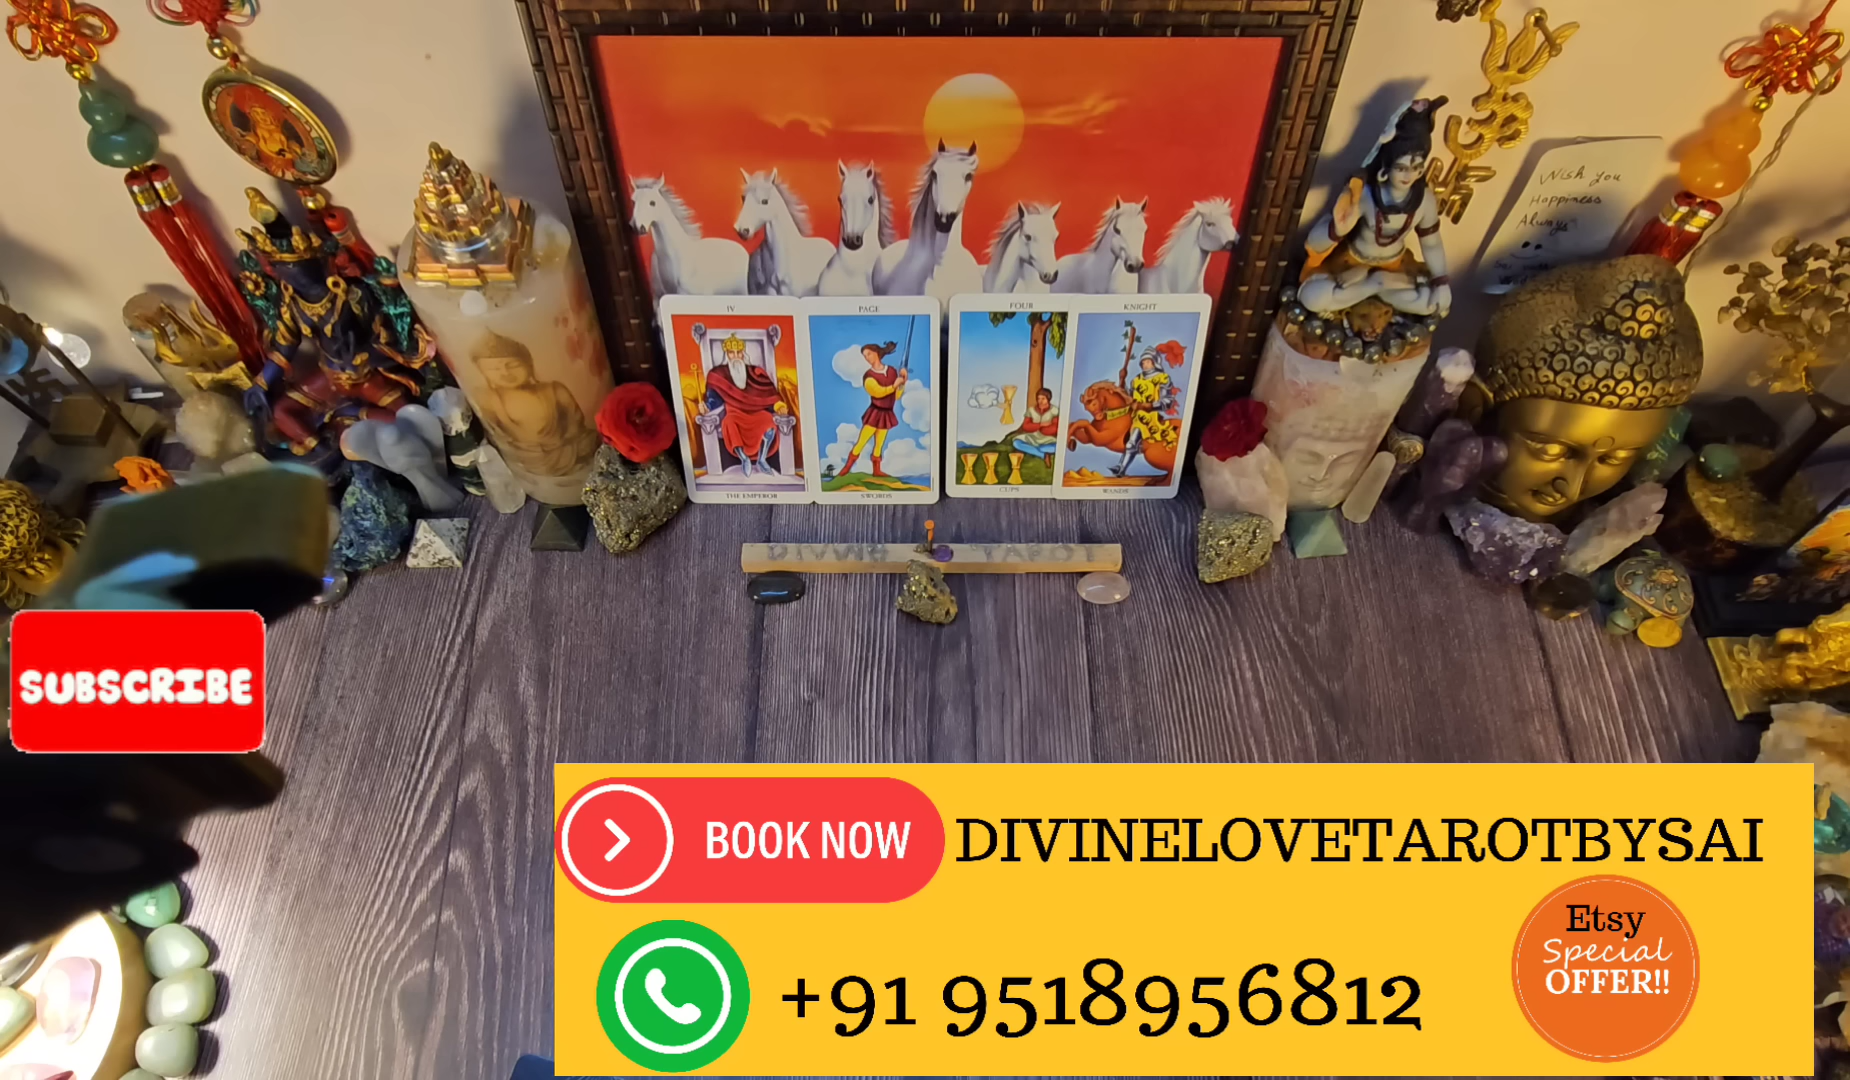 Wish you
Happiness
Always
IV
THE EMPEROR
PAGE
SWORDS
FOUR
CUPS
KNIGHT
WANDS
TAROT
SUBSCRIBE
BOOK NOW
DIVINELOVETAROTBYSAI
+91 9518956812
Etsy
Special
OFFER!!